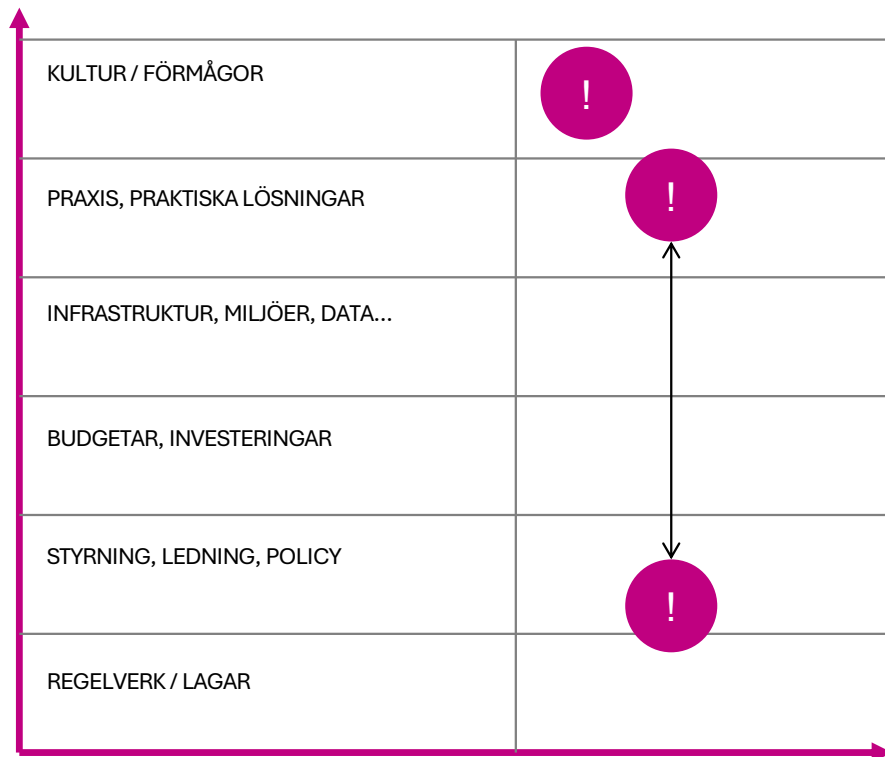 KULTUR / FÖRMÅGOR
!
PRAXIS, PRAKTISKA LÖSNINGAR
!
INFRASTRUKTUR, MILJÖER, DATA...
BUDGETAR, INVESTERINGAR
STYRNING, LEDNING, POLICY
!
REGELVERK / LAGAR